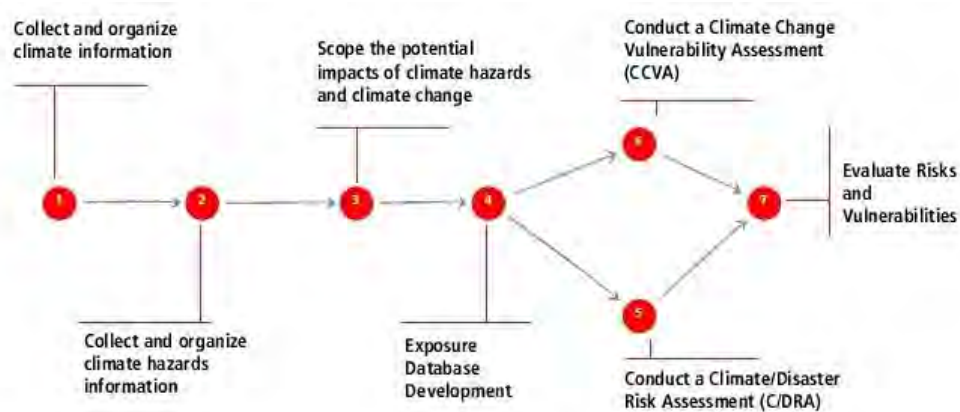 Collect and organize
climate information
Scope the potential
impacts of climate hazards
and climate change
Conduct a Climate Change
Vulnerability Assessment
(CCVA)
1
2
3
4
6
7
Evaluate Risks
and
Vulnerabilities
5
Collect and organize
climate hazards
information
Exposure
Database
Development
Conduct a Climate/Disaster
Risk Assessment (C/DRA)